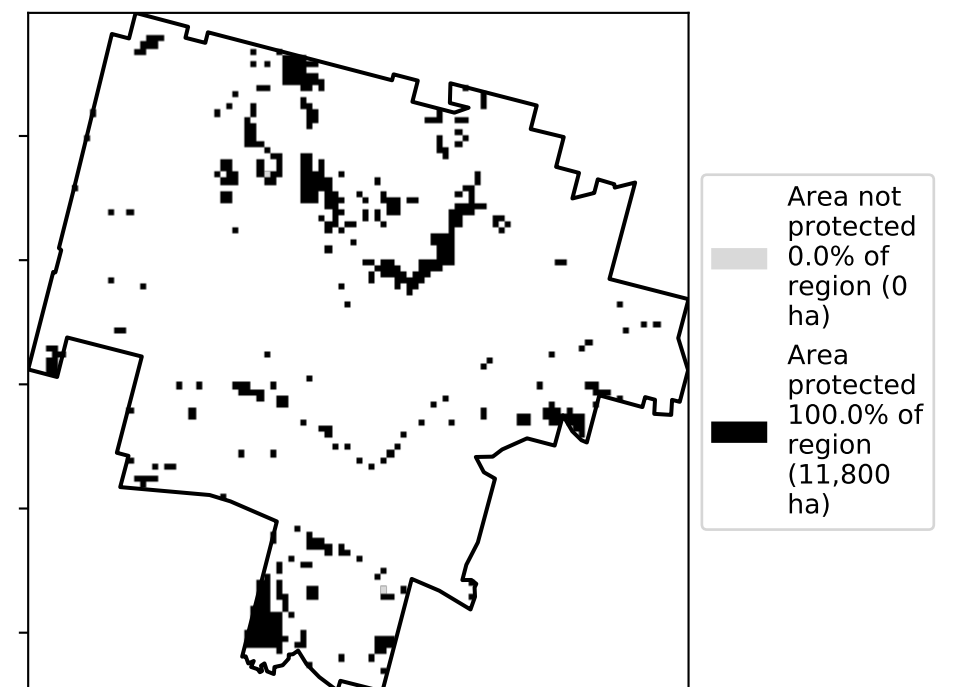 Area not
protected
0.0% of
region (0
ha)
Area
protected
100.0% of
region
(11,800
ha)